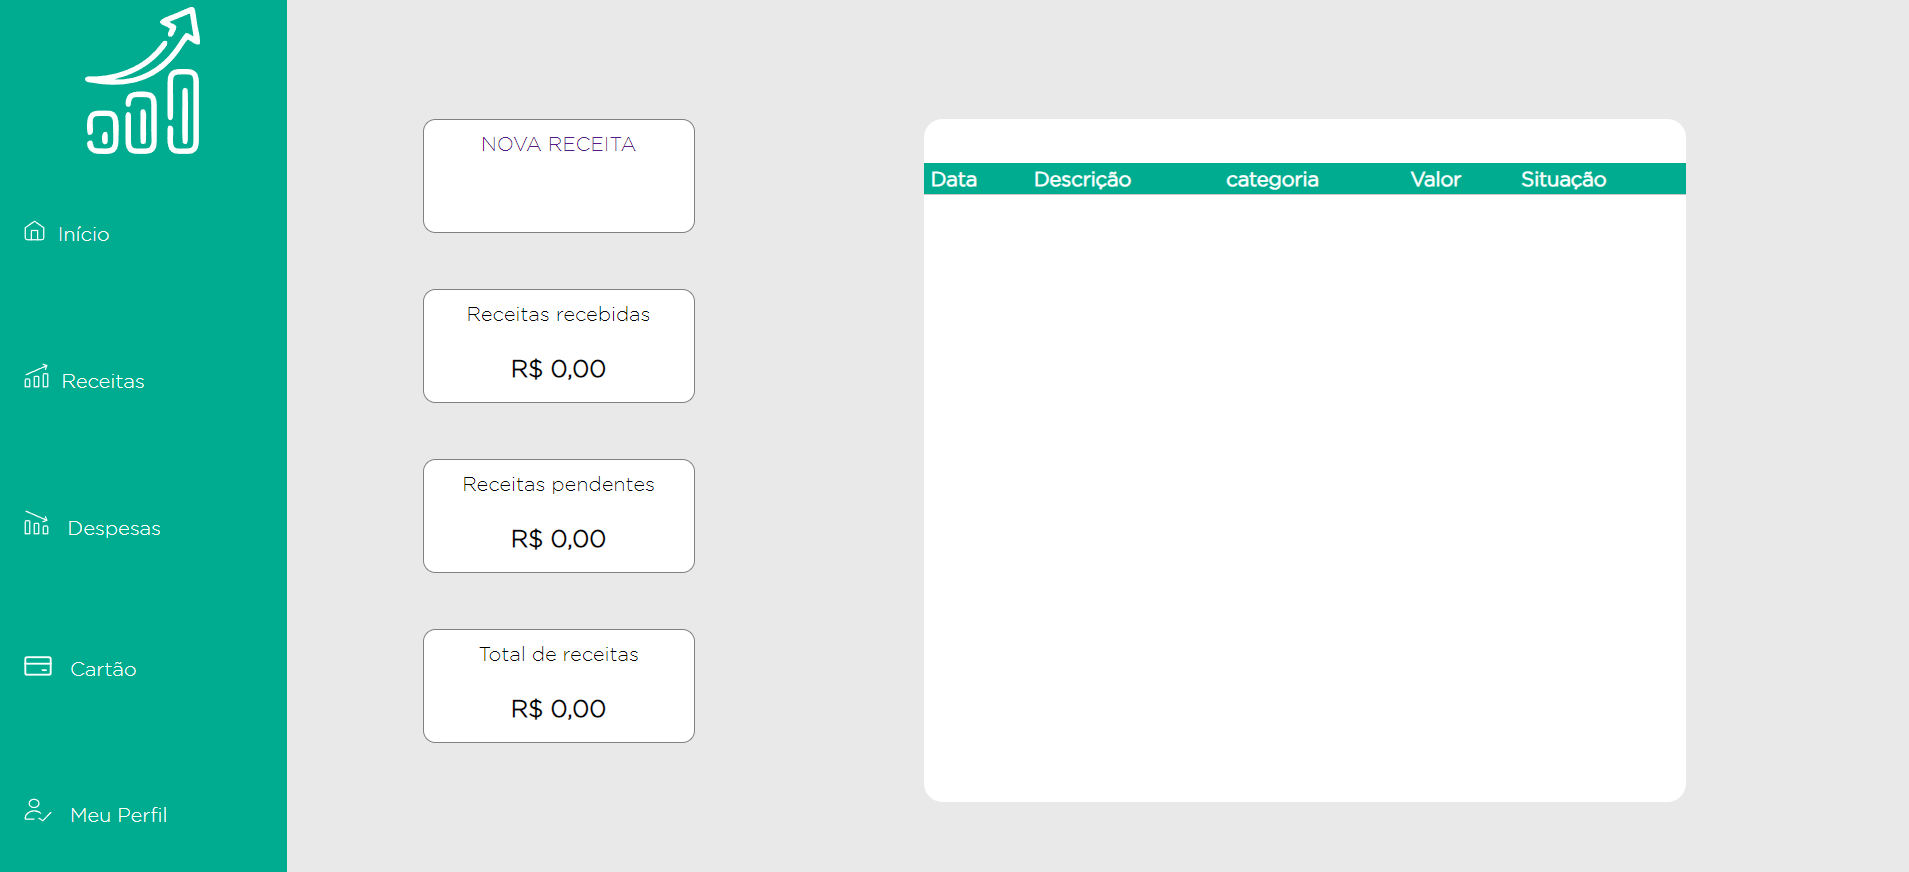 Início
Receitas
Despesas
Cartão
Meu Perfil
NOVA RECEITA
Receitas recebidas
R$ 0,00
Receitas pendentes
R$ 0,00
Total de receitas
R$ 0,00
Data Descrição categoria Valor Situação